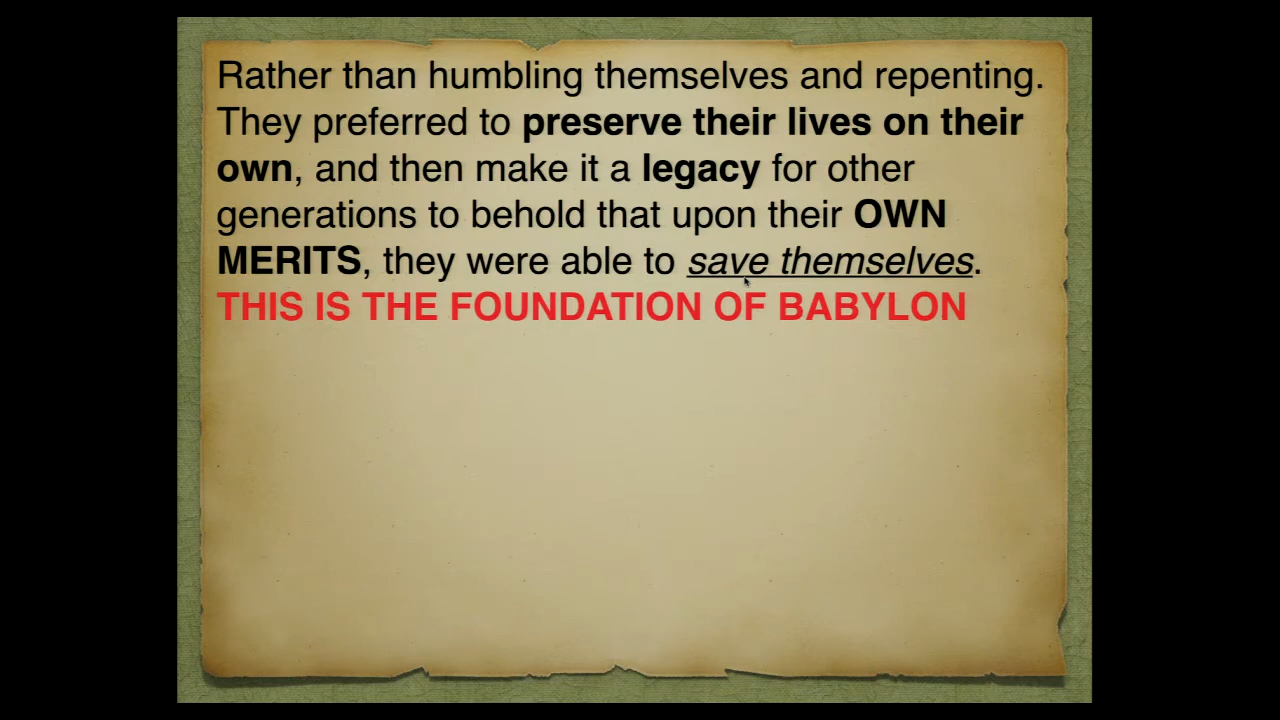 Rather than humbling themselves and repenting.
They preferred to preserve their lives on their
own, and then make it a legacy for other
generations to behold that upon their OWN
MERITS, they were able to save themselves.
THIS IS THE FOUNDATION OF BABYLON